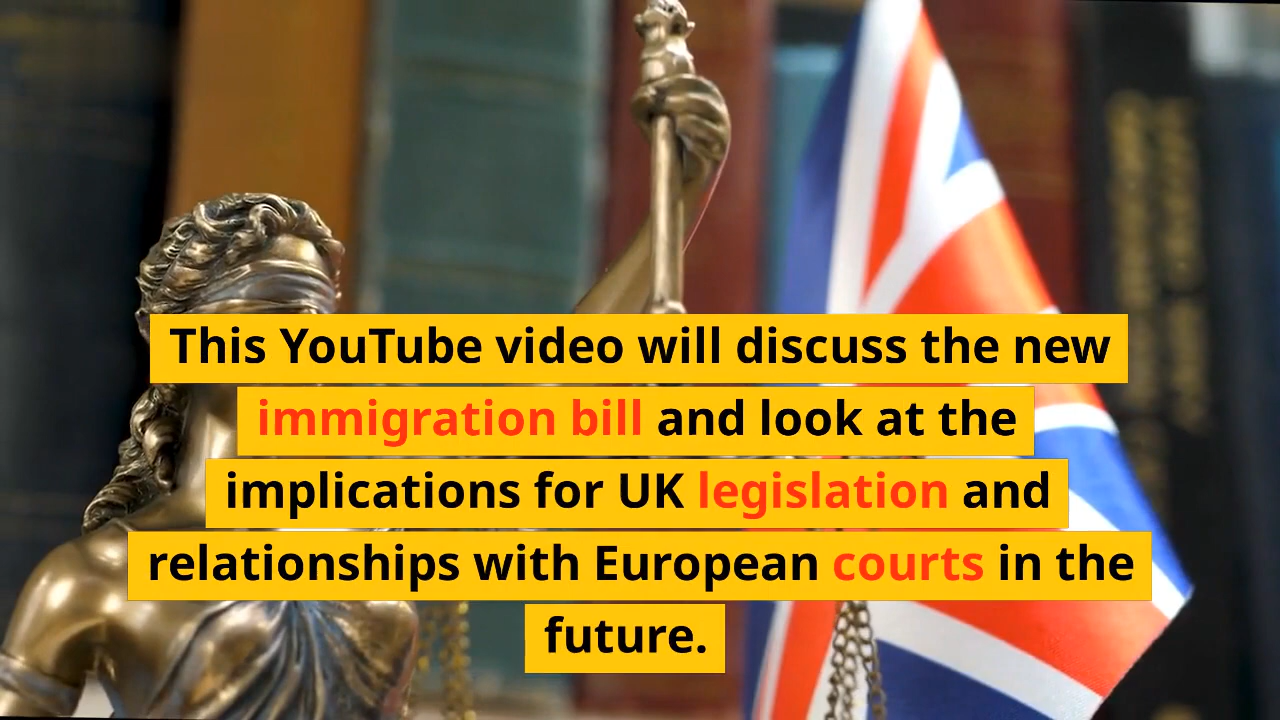 This YouTube video will discuss the new
immigration bill and look at the
implications for UK legislation and
relationships with European courts in the
future.